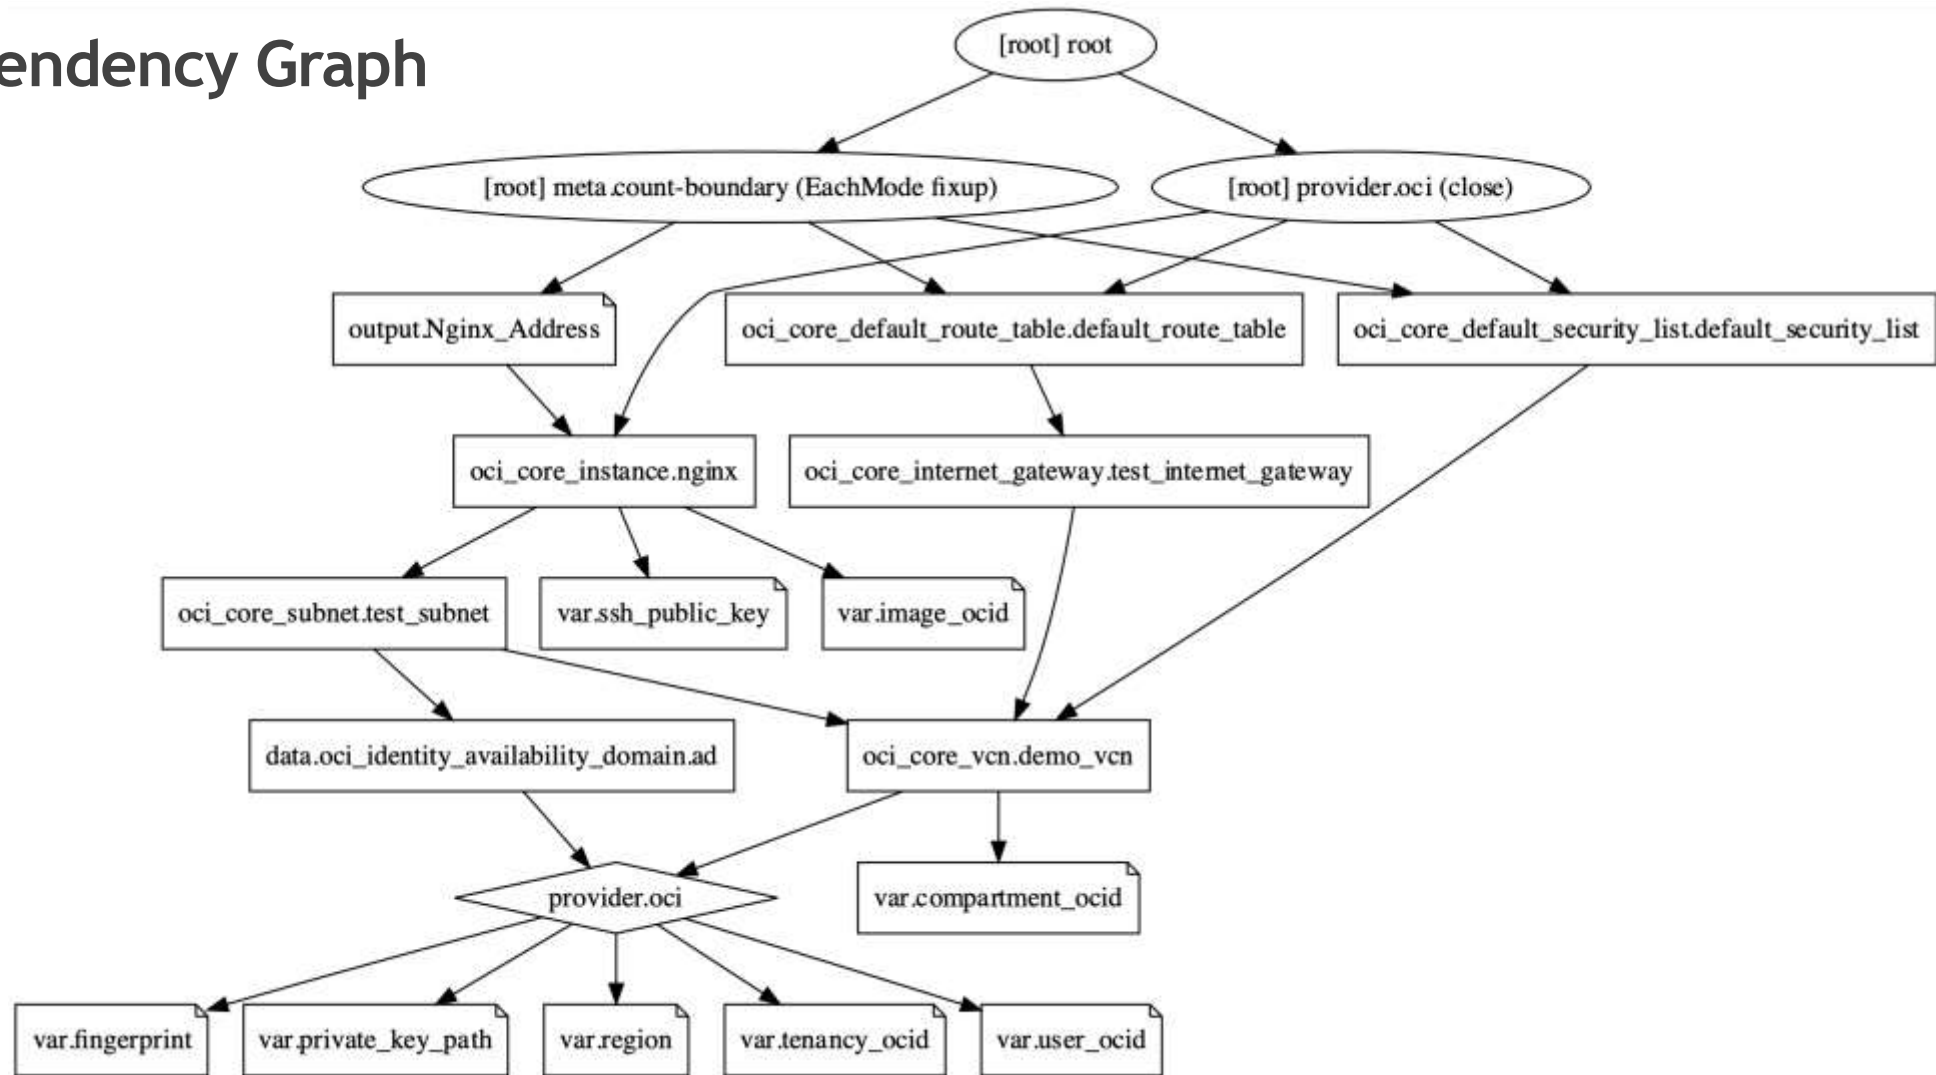 endency Graph
[root] root
[root] meta.count-boundary (EachMode fixup)
[root] provider.oci (close)
output.Nginx_Address
oci_core_default_route_table.default_route_table
oci_core_default_security_list.default_security_list
oci_core_instance.nginx
oci_core_internet_gateway.test_internet_gateway
oci_core_subnet.test_subnet
var.ssh_public_key
var.image_ocid
data.oci_identity_availability_domain.ad
oci_core_vcn.demo_vcn
provider.oci
var.compartment_ocid
var.fingerprint
var.private_key_path
var.region
var.tenancy_ocid
var.user_ocid